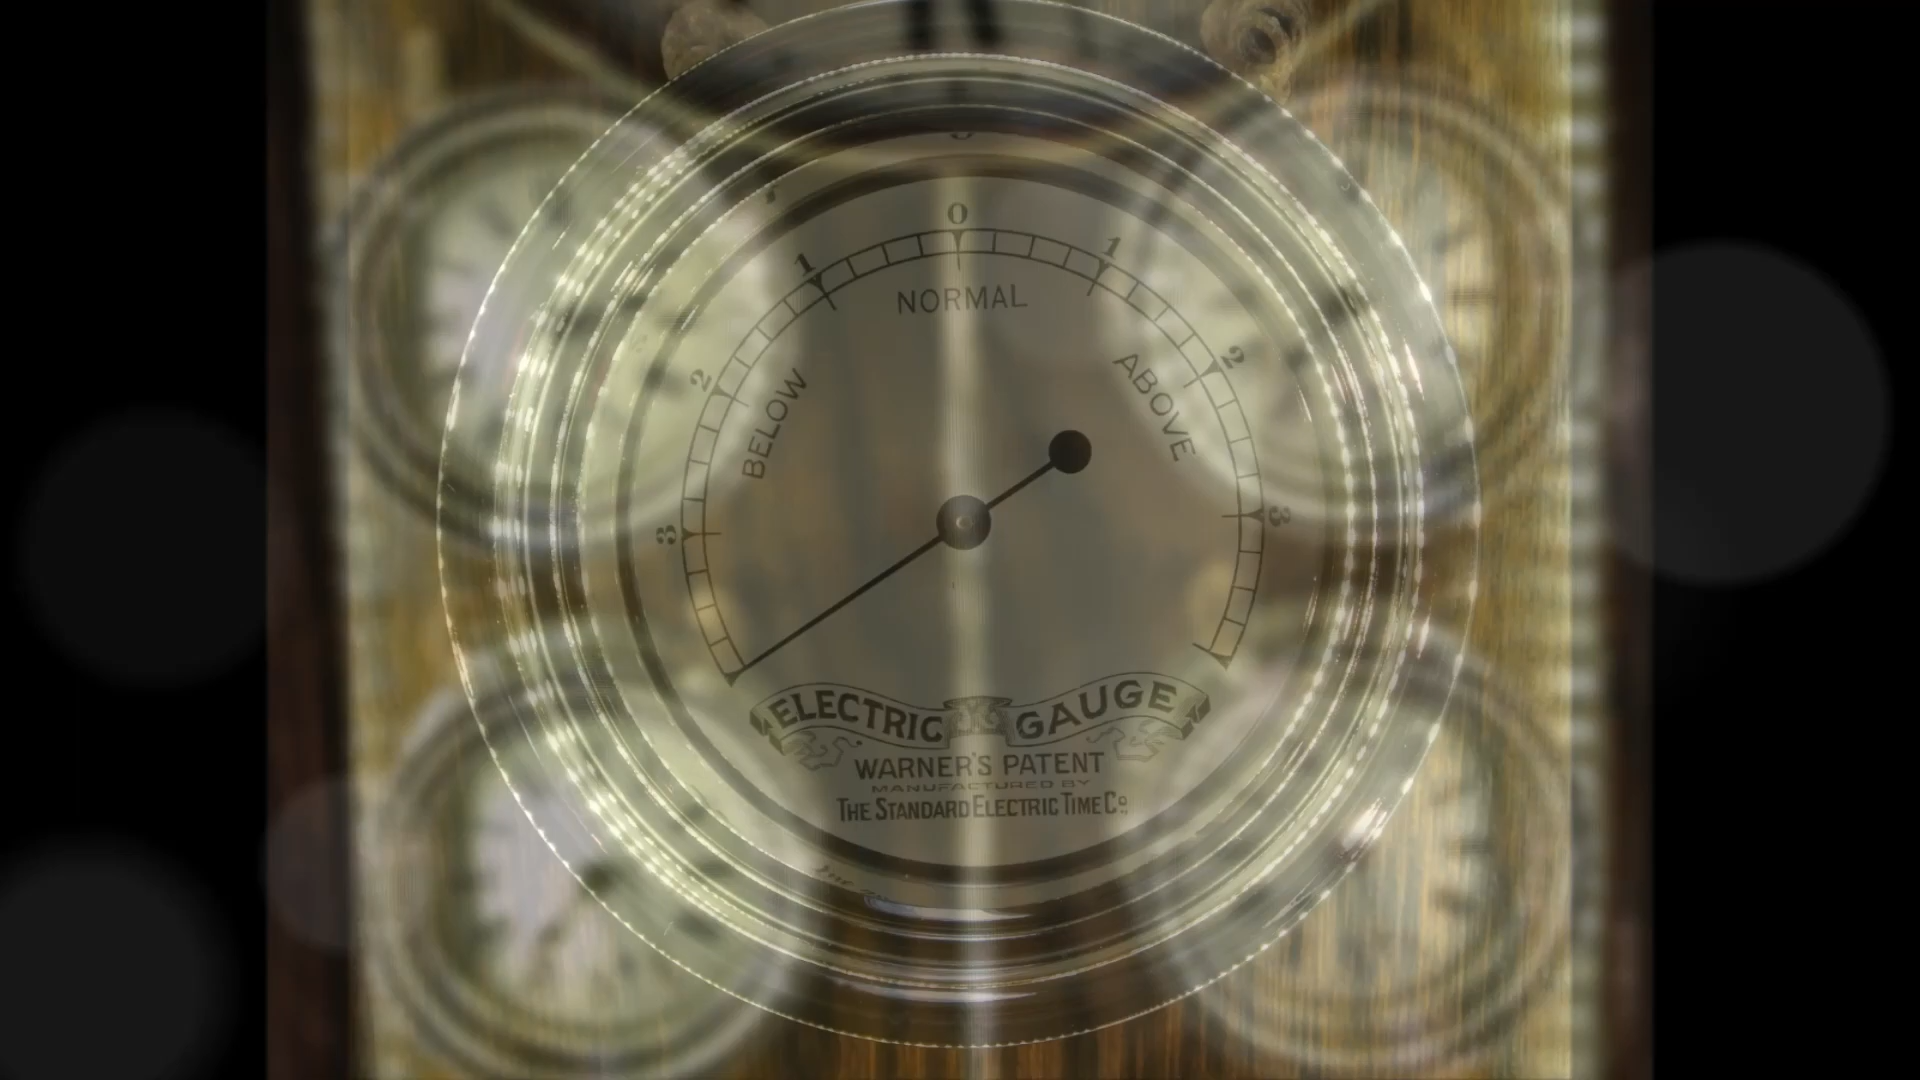 0
1 1
NORMAL
2 2
BELOW ABOVE
3 3
ELECTRIC GAUGE
WARNER'S PATENT
MANUFACTURED BY
THE STANDARD ELECTRIC TIME Co.,